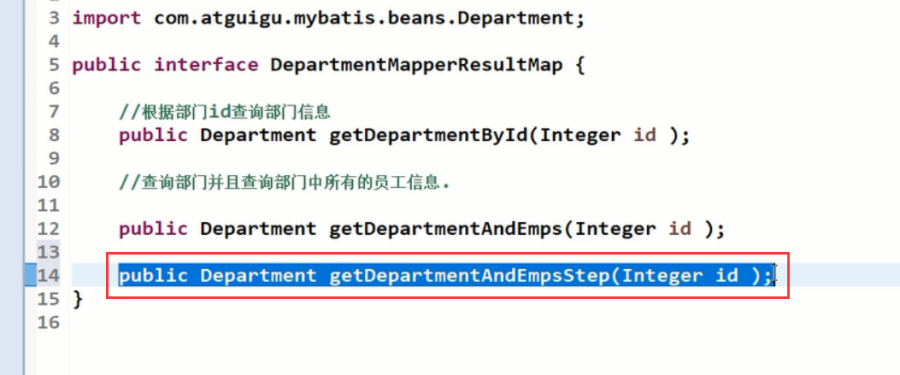 3 import com.atguigu.mybatis.beans.Department;
4
5 public interface DepartmentMapperResultMap {
6
7 //根据部门id查询部门信息
8 public Department getDepartmentById(Integer id );
9
10 //查询部门并且查询部门中所有的员工信息.
11
12 public Department getDepartmentAndEmps(Integer id );
13
14 public Department getDepartmentAndEmpsStep(Integer id );
15 }
16